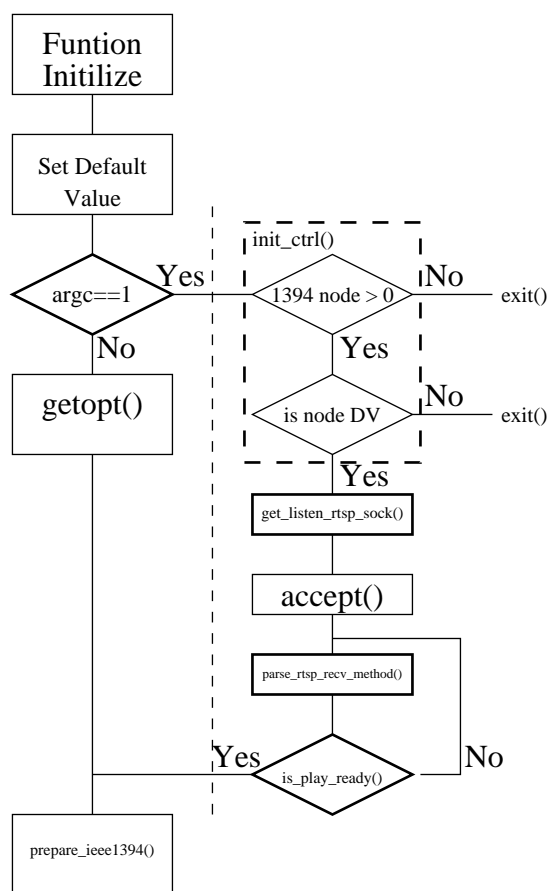 Funtion
Initilize
Set Default
Value
init_ctrl()
argc==1
Yes
1394 node > 0
No
exit()
No
Yes
getopt()
is node DV
No
exit()
Yes
get_listen_rtsp_sock()
accept()
parse_rtsp_recv_method()
Yes
is_play_ready()
No
prepare_ieee1394()